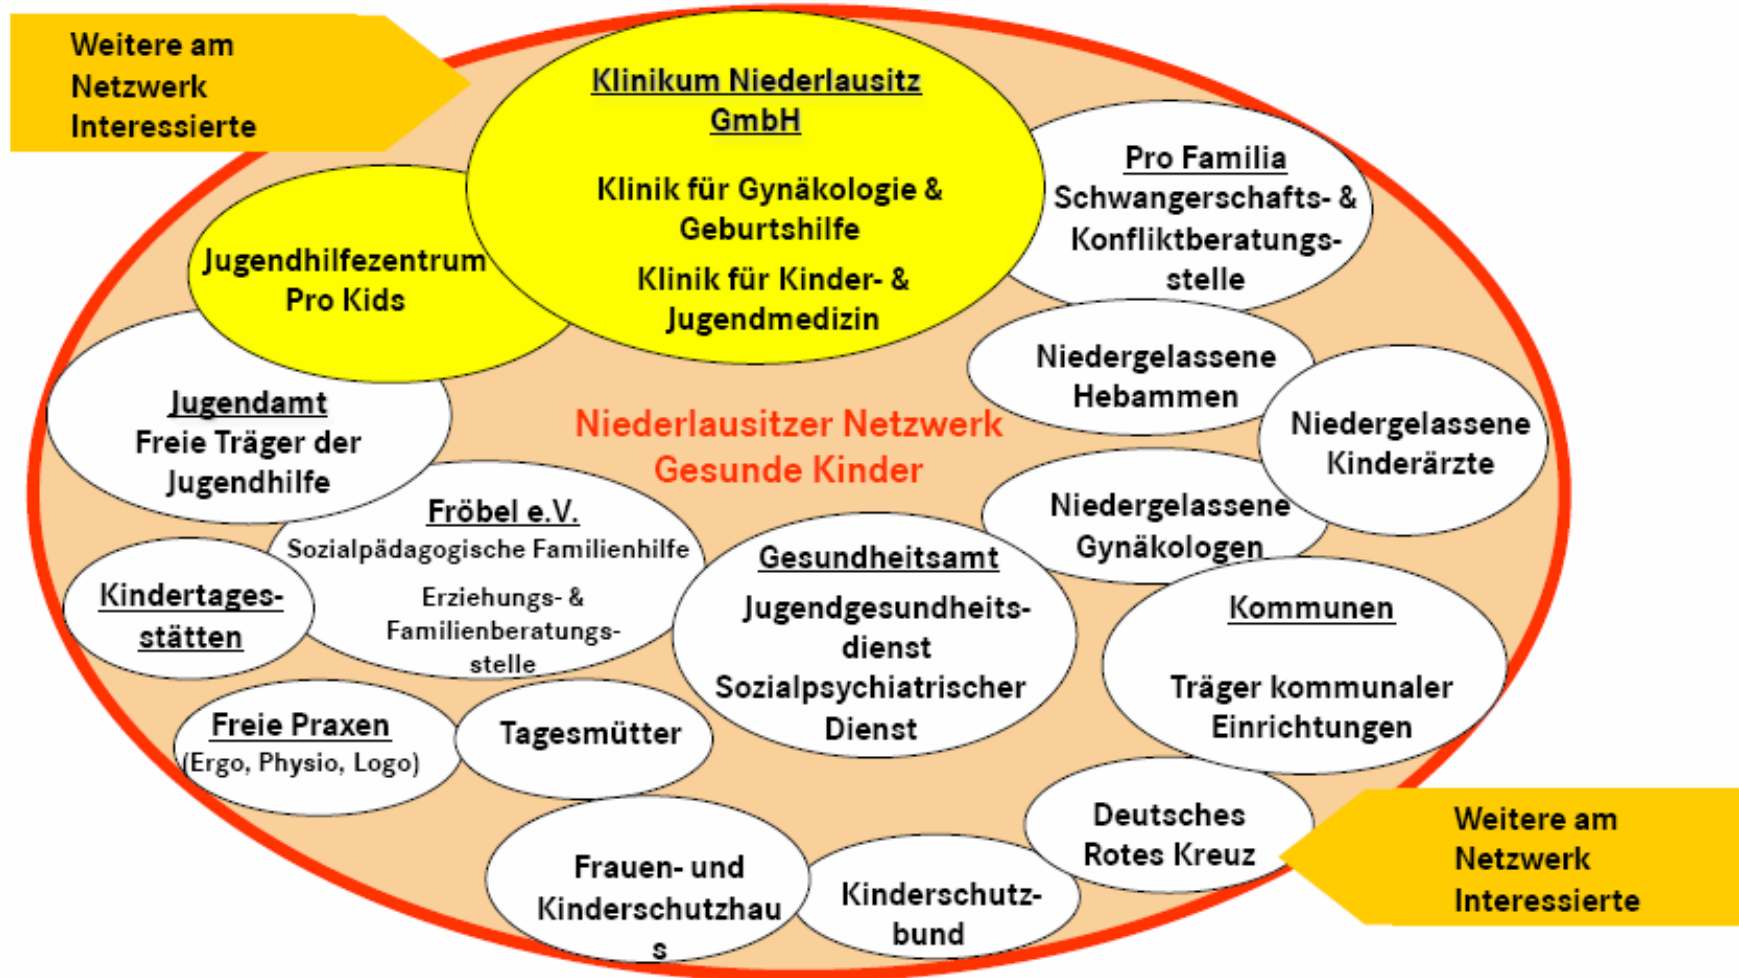 Weitere am
Netzwerk
Interessierte
Klinikum Niederlausitz
GmbH
Klinik für Gynäkologie &
Geburtshilfe
Klinik für Kinder- &
Jugendmedizin
Pro Familia
Schwangerschafts- &
Konfliktberatungs-
stelle
Jugendhilfezentrum
Pro Kids
Niedergelassene
Hebammen
Jugendamt
Freie Träger der
Jugendhilfe
Niederlausitzer Netzwerk
Gesunde Kinder
Niedergelassene
Kinderärzte
Fröbel e.V.
Sozialpädagogische Familienhilfe
Erziehungs- &
Familienberatungs-
stelle
Niedergelassene
Gynäkologen
Gesundheitsamt
Jugendgesundheits-
dienst
Sozialpsychiatrischer
Dienst
Kindertages-
stätten
Kommunen
Träger kommunaler
Einrichtungen
Freie Praxen
(Ergo, Physio, Logo)
Tagesmütter
Deutsches
Rotes Kreuz
Weitere am
Netzwerk
Interessierte
Frauen- und
Kinderschutzhau
s
Kinderschutz-
bund